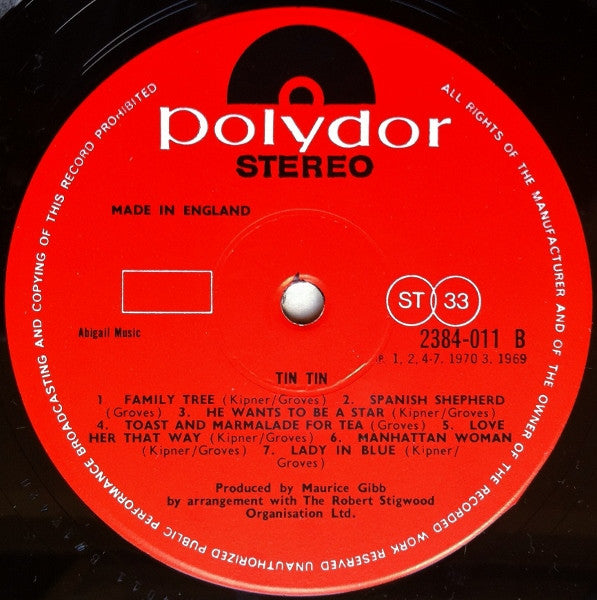 polydor
STEREO
MADE IN ENGLAND
ST 33
Abigail Music
2384-011 B
℗. 1, 2, 4-7. 1970 3. 1969
TIN TIN
1 FAMILY TREE (Kipner/Groves) 2. SPANISH SHEPHERD
(Groves) 3. HE WANTS TO BE A STAR (Kipner/Groves)
4. TOAST AND MARMALADE FOR TEA (Groves) 5. LOVE
HER THAT WAY (Kipner/Groves) 6. MANHATTAN WOMAN
(Kipner/Groves) 7. LADY IN BLUE (Kipner/
Groves)
Produced by Maurice Gibb
by arrangement with The Robert Stigwood
Organisation Ltd.
ALL RIGHTS OF THE MANUFACTURER AND OF THE OWNER OF THE RECORDED WORK RESERVED UNAUTHORIZED PUBLIC PERFORMANCE BROADCASTING AND COPYING OF THIS RECORD PROHIBITED